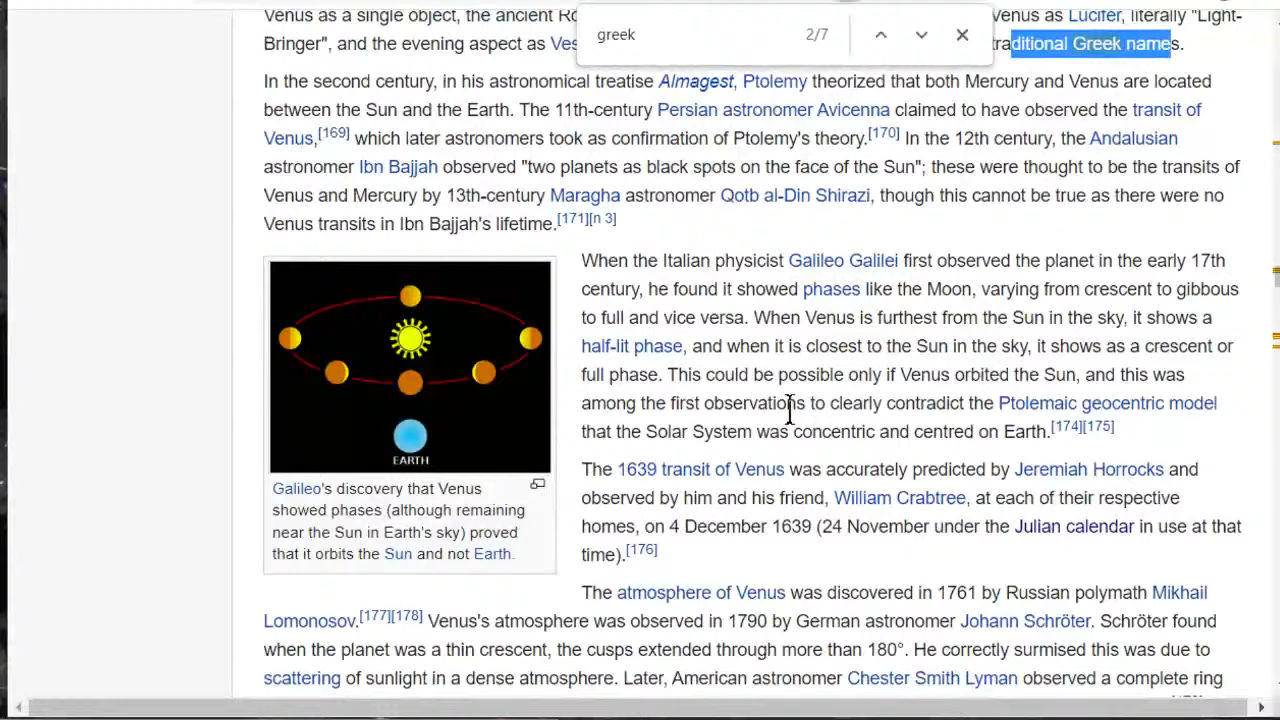 Venus as a single object, the ancient Ro
Venus as Lucifer, literally "Light-
greek 2/7
Bringer", and the evening aspect as Ves
traditional Greek names.
In the second century, in his astronomical treatise Almagest, Ptolemy theorized that both Mercury and Venus are located
between the Sun and the Earth. The 11th-century Persian astronomer Avicenna claimed to have observed the transit of
Venus,[169] which later astronomers took as confirmation of Ptolemy's theory.[170] In the 12th century, the Andalusian
astronomer Ibn Bajjah observed "two planets as black spots on the face of the Sun"; these were thought to be the transits of
Venus and Mercury by 13th-century Maragha astronomer Qotb al-Din Shirazi, though this cannot be true as there were no
Venus transits in Ibn Bajjah's lifetime.[171][n 3]
EARTH
Galileo's discovery that Venus
showed phases (although remaining
near the Sun in Earth's sky) proved
that it orbits the Sun and not Earth.
When the Italian physicist Galileo Galilei first observed the planet in the early 17th
century, he found it showed phases like the Moon, varying from crescent to gibbous
to full and vice versa. When Venus is furthest from the Sun in the sky, it shows a
half-lit phase, and when it is closest to the Sun in the sky, it shows as a crescent or
full phase. This could be possible only if Venus orbited the Sun, and this was
among the first observations to clearly contradict the Ptolemaic geocentric model
that the Solar System was concentric and centred on Earth.[174][175]
The 1639 transit of Venus was accurately predicted by Jeremiah Horrocks and
observed by him and his friend, William Crabtree, at each of their respective
homes, on 4 December 1639 (24 November under the Julian calendar in use at that
time).[176]
The atmosphere of Venus was discovered in 1761 by Russian polymath Mikhail
Lomonosov.[177][178] Venus's atmosphere was observed in 1790 by German astronomer Johann Schröter. Schröter found
when the planet was a thin crescent, the cusps extended through more than 180°. He correctly surmised this was due to
scattering of sunlight in a dense atmosphere. Later, American astronomer Chester Smith Lyman observed a complete ring